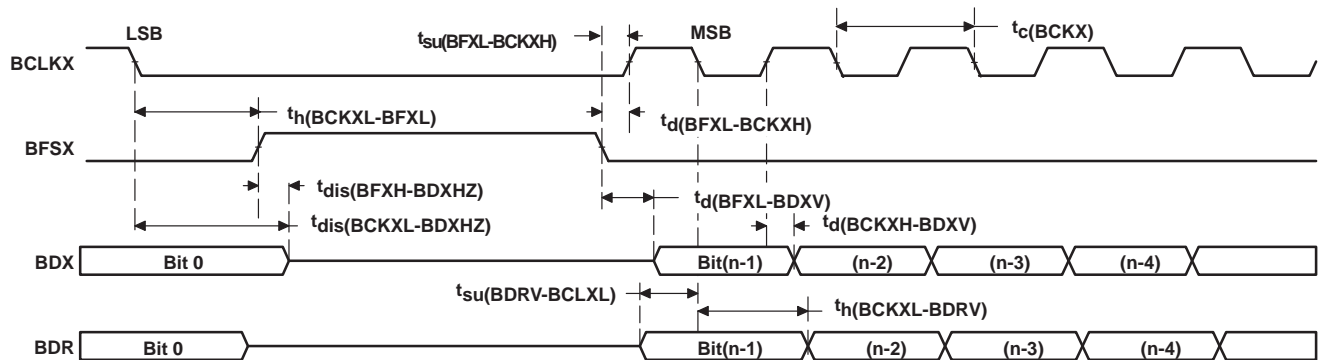 LSB
MSB
tsu(BFXL-BCKXH)
tc(BCKX)
BCLKX
th(BCKXL-BFXL)
td(BFXL-BCKXH)
BFSX
tdis(BFXH-BDXHZ)
td(BFXL-BDXV)
tdis(BCKXL-BDXHZ)
td(BCKXH-BDXV)
BDX Bit 0 Bit(n-1) (n-2) (n-3) (n-4)
tsu(BDRV-BCLXL)
th(BCKXL-BDRV)
BDR Bit 0 Bit(n-1) (n-2) (n-3) (n-4)